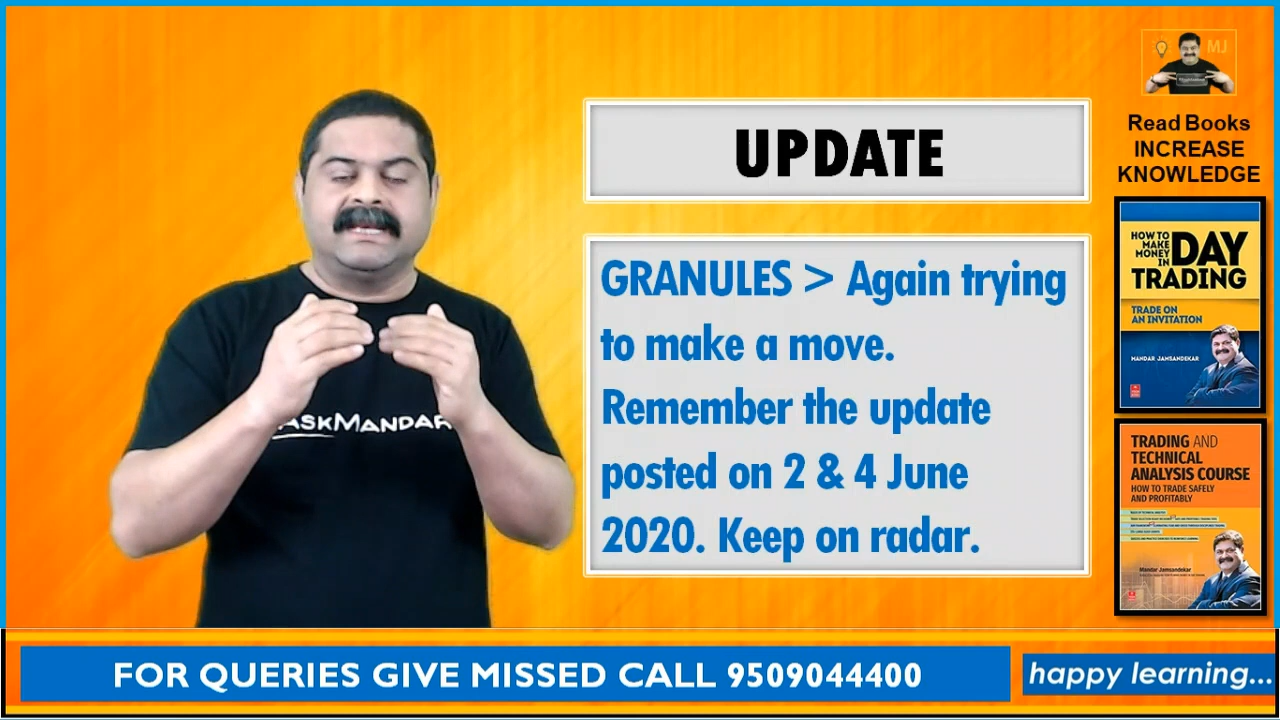 MJ
Read Books
INCREASE
KNOWLEDGE
UPDATE
GRANULES > Again trying
to make a move.
Remember the update
posted on 2 & 4 June
2020. Keep on radar.
ASKMANDAR
HOW TO
MAKE
MONEY
IN
DAY
TRADING
TRADE ON
AN INVITATION
MANDAR JAMSANDEKAR
TRADING AND
TECHNICAL
ANALYSIS COURSE
HOW TO TRADE SAFELY
AND PROFITABLY
Mandar Jamsandekar
FOR QUERIES GIVE MISSED CALL 9509044400
happy learning...